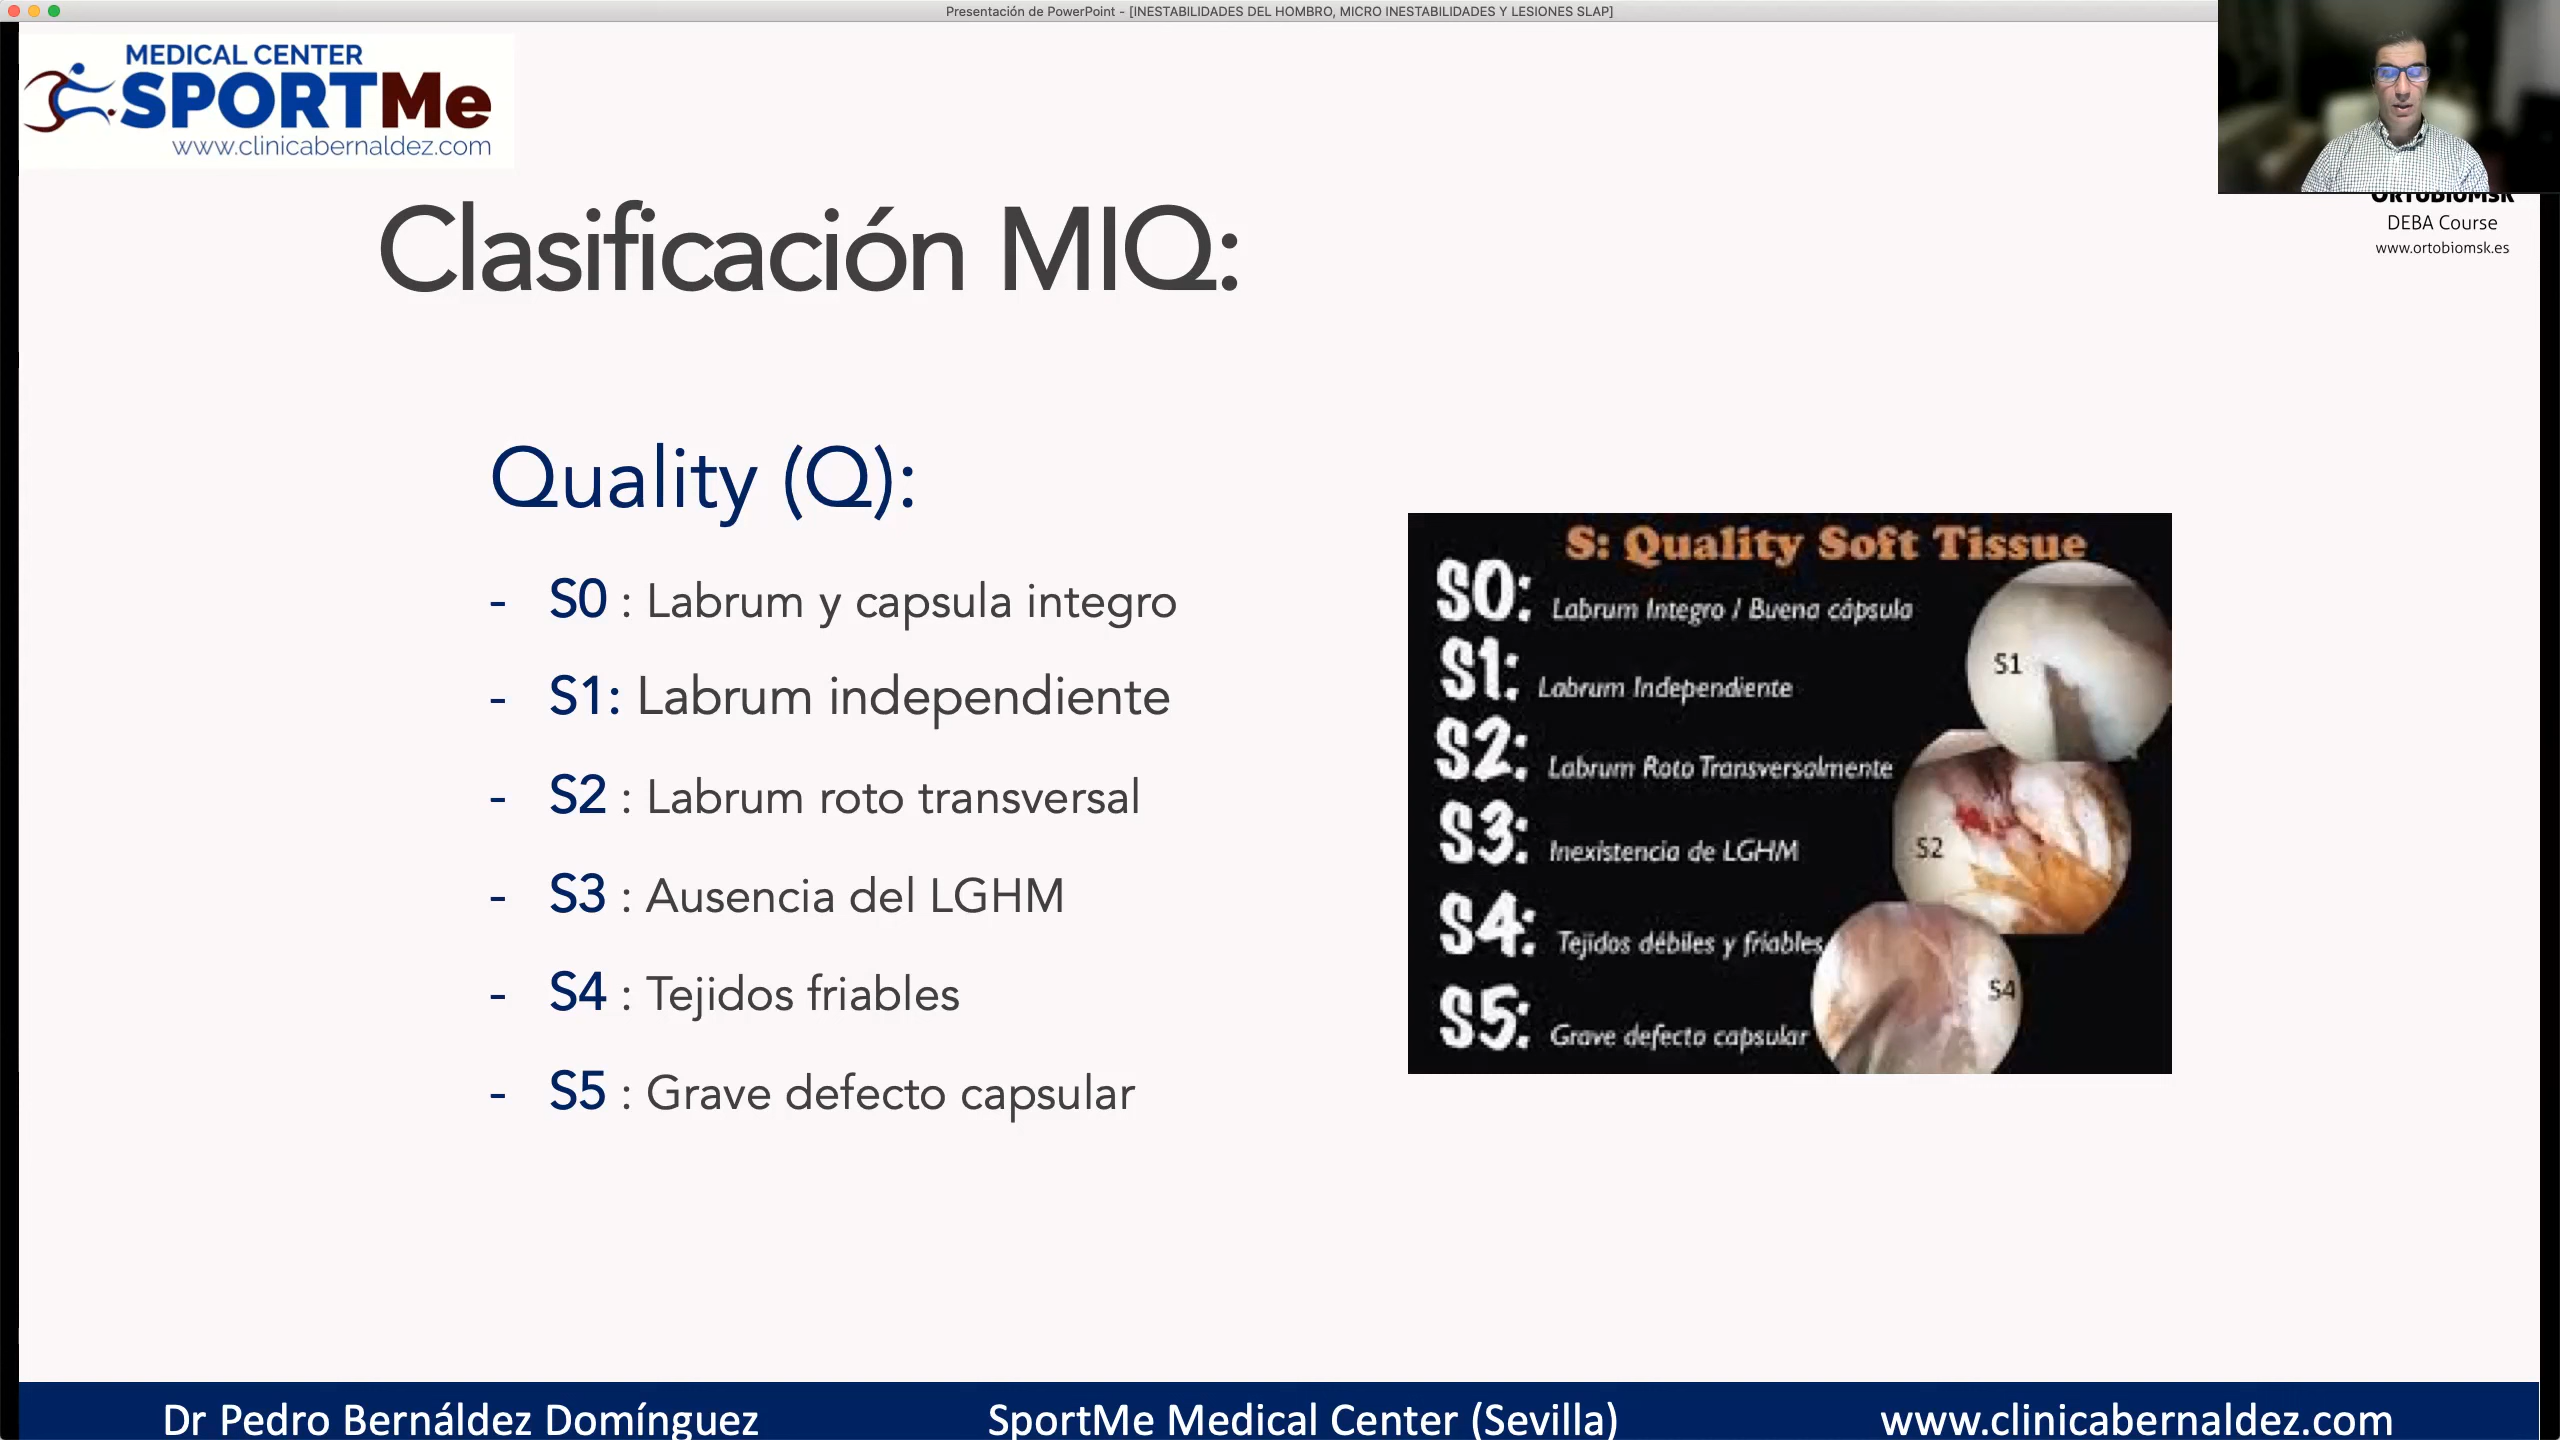 Presentación de PowerPoint - [INESTABILIDADES DEL HOMBRO, MICRO INESTABILIDADES Y LESIONES SLAP]
MEDICAL CENTER
SPORTMe
www.clinicabernaldez.com
ORTOBIOMSK
DEBA Course
www.ortobiomsk.es
Clasificación MIQ:
Quality (Q):
- S0 : Labrum y capsula integro
- S1: Labrum independiente
- S2 : Labrum roto transversal
- S3 : Ausencia del LGHM
- S4 : Tejidos friables
- S5 : Grave defecto capsular
S: Quality Soft Tissue
S0: Labrum Integro / Buena cápsula
S1: Labrum Independiente
S2: Labrum Roto Transversalmente
S3: Inexistencia de LGHM
S4: Tejidos débiles y friables
S5: Grave defecto capsular
S1
S2
S4
Dr Pedro Bernáldez Domínguez
SportMe Medical Center (Sevilla)
www.clinicabernaldez.com